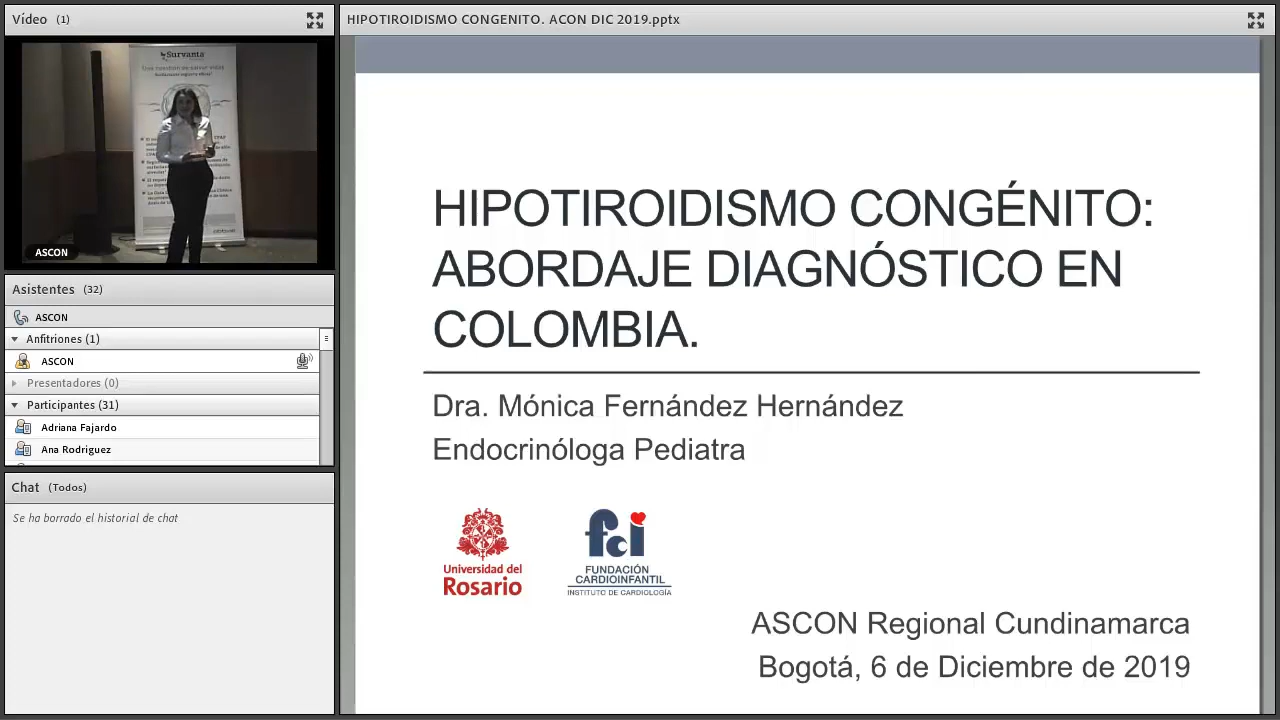 Vídeo (1)
Survanta
ASCON
Asistentes (32)
ASCON
Anfitriones (1)
ASCON
Presentadores (0)
Participantes (31)
Adriana Fajardo
Ana Rodriguez
Chat (Todos)
Se ha borrado el historial de chat
HIPOTIROIDISMO CONGENITO. ACON DIC 2019.pptx
HIPOTIROIDISMO CONGÉNITO:
ABORDAJE DIAGNÓSTICO EN
COLOMBIA.
Dra. Mónica Fernández Hernández
Endocrinóloga Pediatra
Universidad del
Rosario
fci
FUNDACIÓN
CARDIOINFANTIL
INSTITUTO DE CARDIOLOGÍA
ASCON Regional Cundinamarca
Bogotá, 6 de Diciembre de 2019